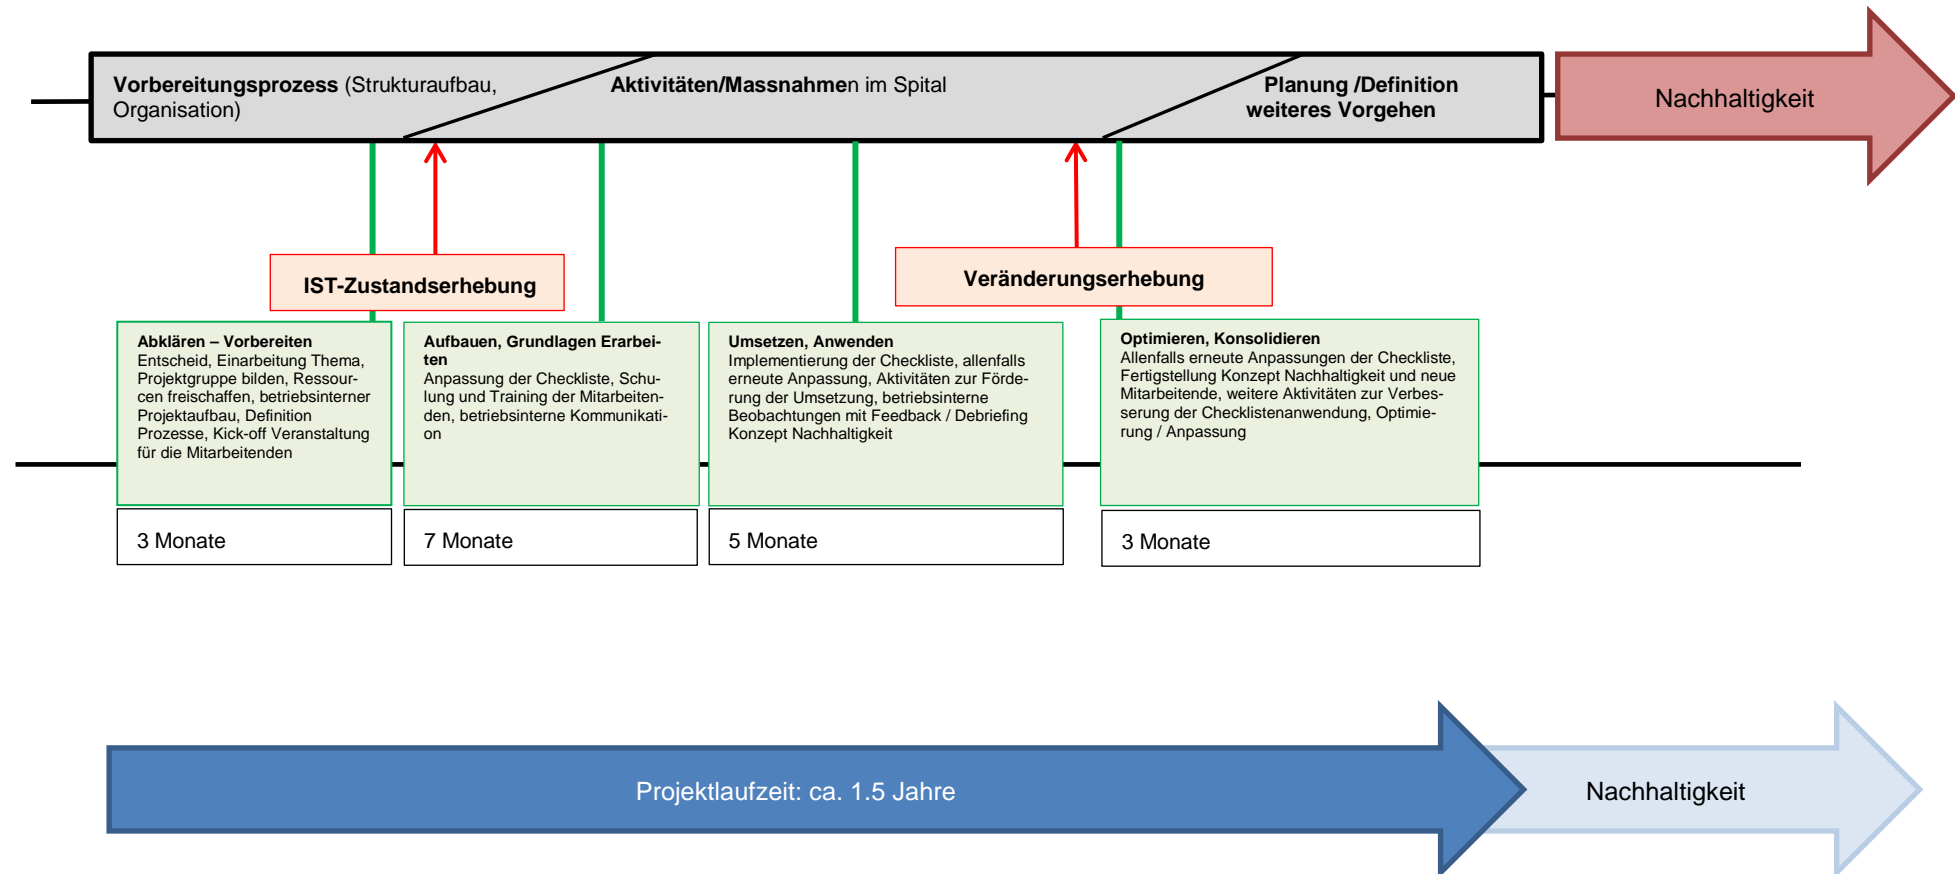 Vorbereitungsprozess (Strukturaufbau,
Organisation)
Aktivitäten/Massnahmen im Spital
Planung /Definition
weiteres Vorgehen
Nachhaltigkeit
IST-Zustandserhebung
Veränderungserhebung
Abklären – Vorbereiten
Entscheid, Einarbeitung Thema,
Projektgruppe bilden, Ressour-
cen freischaffen, betriebsinterner
Projektaufbau, Definition
Prozesse, Kick-off Veranstaltung
für die Mitarbeitenden
Aufbauen, Grundlagen Erarbei-
ten
Anpassung der Checkliste, Schu-
lung und Training der Mitarbeiten-
den, betriebsinterne Kommunikati-
on
Umsetzen, Anwenden
Implementierung der Checkliste, allenfalls
erneute Anpassung, Aktivitäten zur Förde-
rung der Umsetzung, betriebsinterne
Beobachtungen mit Feedback / Debriefing
Konzept Nachhaltigkeit
Optimieren, Konsolidieren
Allenfalls erneute Anpassungen der Checkliste,
Fertigstellung Konzept Nachhaltigkeit und neue
Mitarbeitende, weitere Aktivitäten zur Verbes-
serung der Checklistenanwendung, Optimie-
rung / Anpassung
3 Monate
7 Monate
5 Monate
3 Monate
Projektlaufzeit: ca. 1.5 Jahre
Nachhaltigkeit